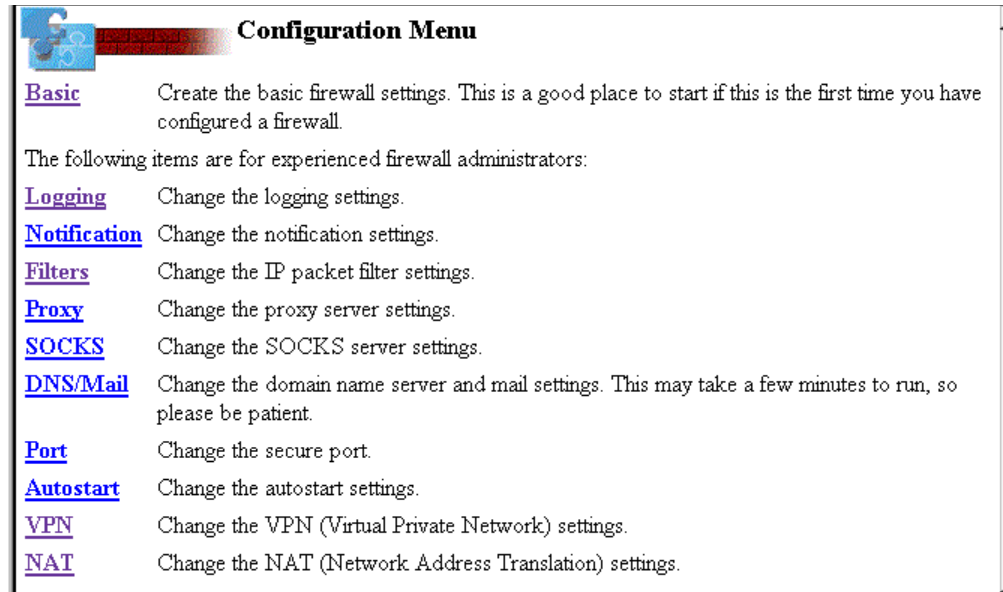 Configuration Menu
Basic Create the basic firewall settings. This is a good place to start if this is the first time you have
configured a firewall.
The following items are for experienced firewall administrators:
Logging Change the logging settings.
Notification Change the notification settings.
Filters Change the IP packet filter settings.
Proxy Change the proxy server settings.
SOCKS Change the SOCKS server settings.
DNS/Mail Change the domain name server and mail settings. This may take a few minutes to run, so
please be patient.
Port Change the secure port.
Autostart Change the autostart settings.
VPN Change the VPN (Virtual Private Network) settings.
NAT Change the NAT (Network Address Translation) settings.